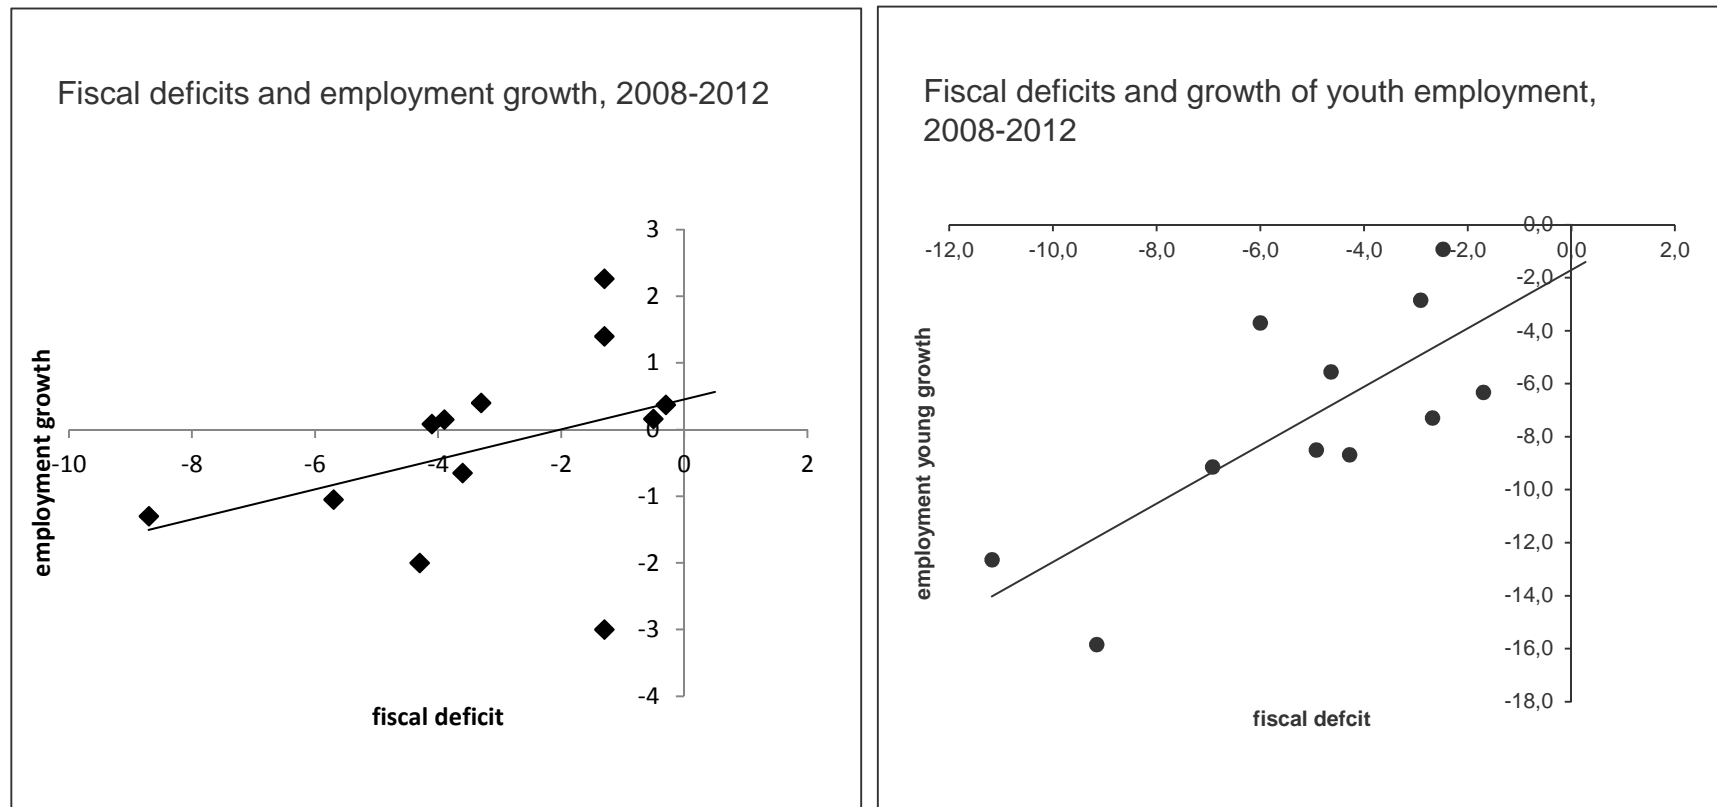 Fiscal deficits and employment growth, 2008-2012
3
2
1
0
-10 -8 -6 -4 -2 0 2
-1
-2
-3
-4
employment growth
fiscal deficit
Fiscal deficits and growth of youth employment,
2008-2012
0,0
-12,0 -10,0 -8,0 -6,0 -4,0 -2,0 0,0 2,0
-2,0
-4,0
-6,0
-8,0
-10,0
-12,0
-14,0
-16,0
-18,0
employment young growth
fiscal defcit